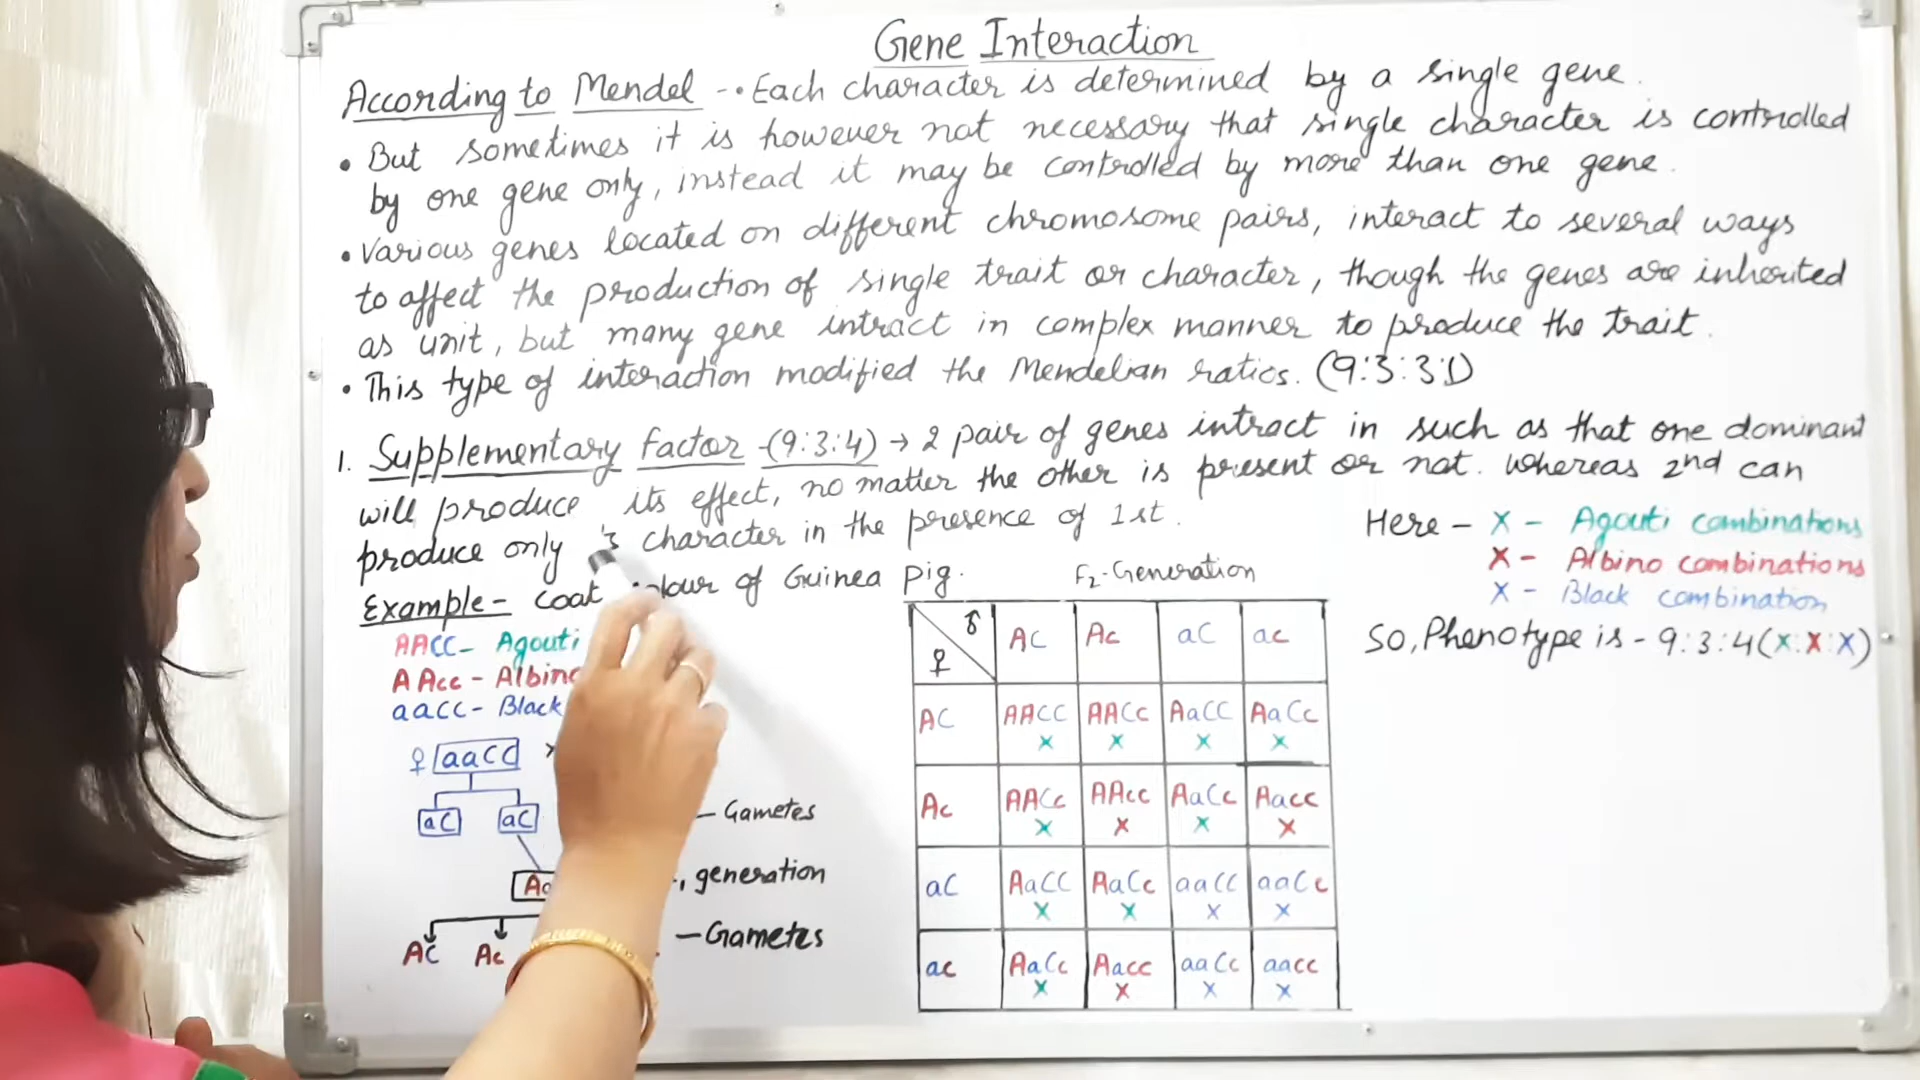 Gene Interaction
According to Mendel -• Each character is determined by a single gene.
• But sometimes it is however not necessary that single character is controlled
by one gene only, instead it may be controlled by more than one gene.
• Various genes located on different chromosome pairs, interact to several ways
to affect the production of single trait or character, though the genes are inherited
as unit, but many gene intract in complex manner to produce the trait.
• This type of interaction modified the Mendelian ratios. (9:3:3:1)
1. Supplementary factor -(9:3:4) → 2 pair of genes intract in such as that one dominant
will produce its effect, no matter the other is present or not. Whereas 2nd can
produce only character in the presence of 1st.
Example- Coat of Guinea Pig.
AACC- Agouti
AAcc - Albino
aaCC- Black
♀ aaCC x
aC aC
- Gametes
generation
AC Ac
- Gametes
F2-Generation
♂ ♀ AC Ac aC ac
AC AACC AACc AaCC AaCc
x x x x
Ac AACc AAcc AaCc Aacc
x x x x
aC AaCC AaCc aaCC aaCc
x x x x
ac AaCc Aacc aaCc aacc
x x x x
Here - x - Agouti combinations
x - Albino combinations
x - Black combination
So, Phenotype is - 9:3:4 (x:x:x)